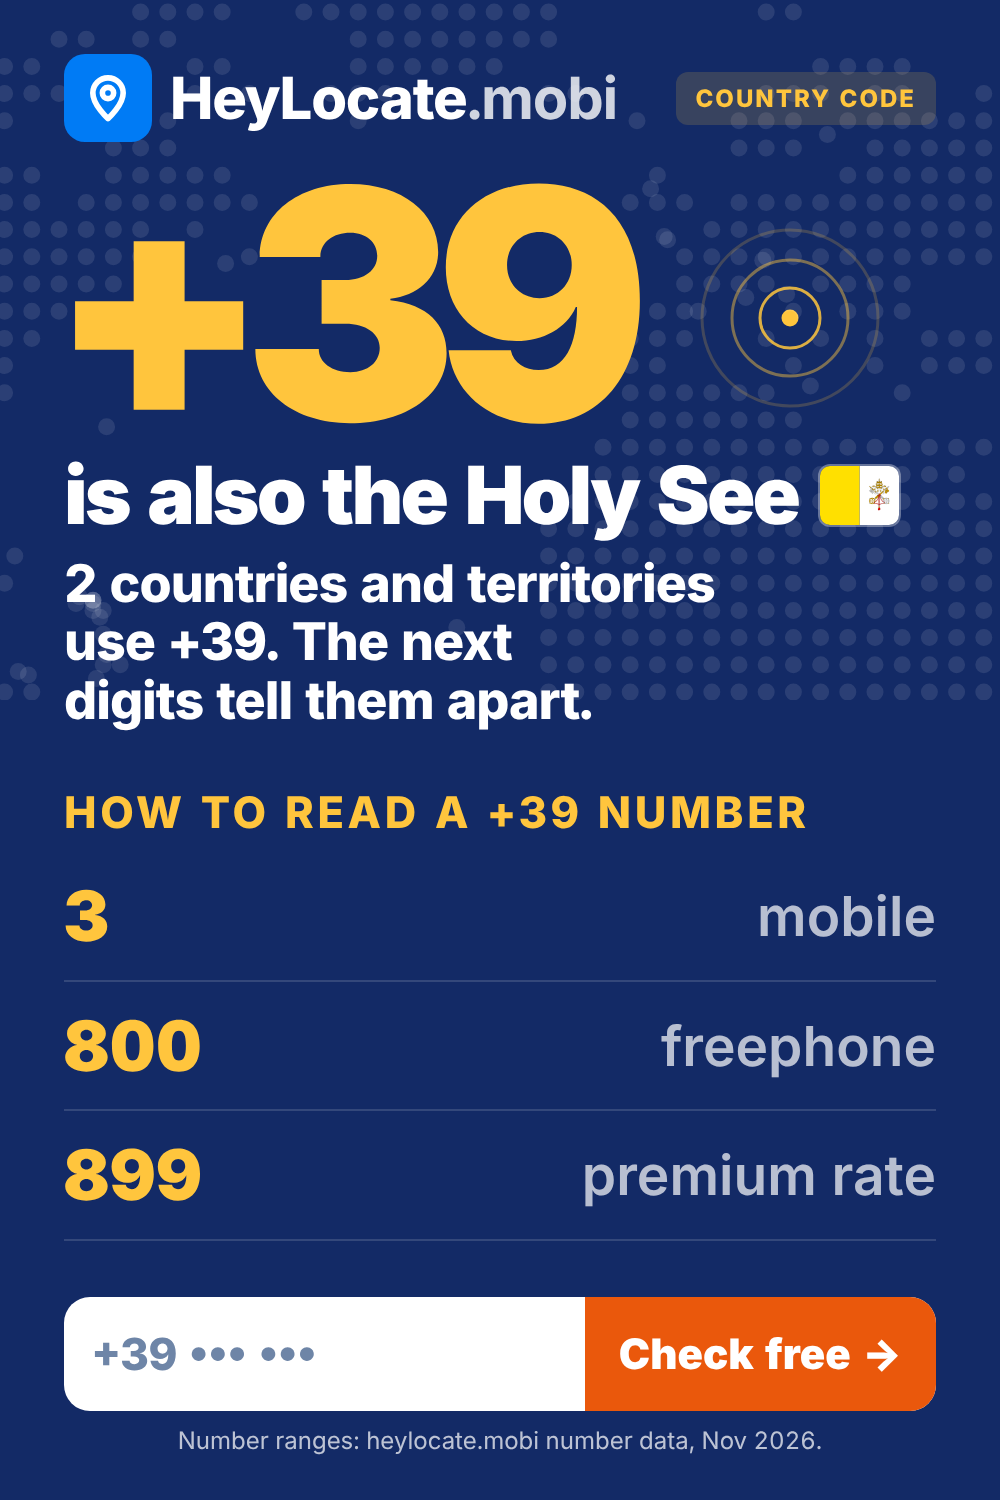 HeyLocate.mobi
COUNTRY CODE
+39
is also the Holy See
2 countries and territories
use +39. The next
digits tell them apart.
HOW TO READ A +39 NUMBER
3 mobile
800 freephone
899 premium rate
+39 ••• •••
Check free →
Number ranges: heylocate.mobi number data, Nov 2026.